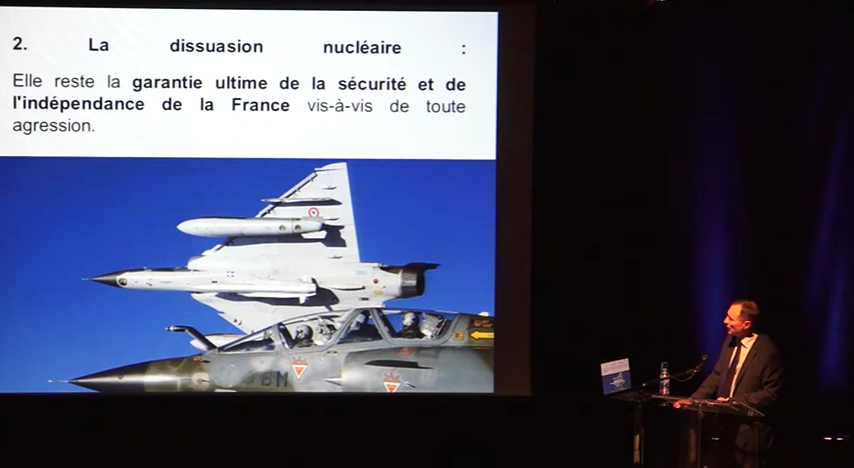 2. La dissuasion nucléaire :
Elle reste la garantie ultime de la sécurité et de
l'indépendance de la France vis-à-vis de toute
agression.
BM